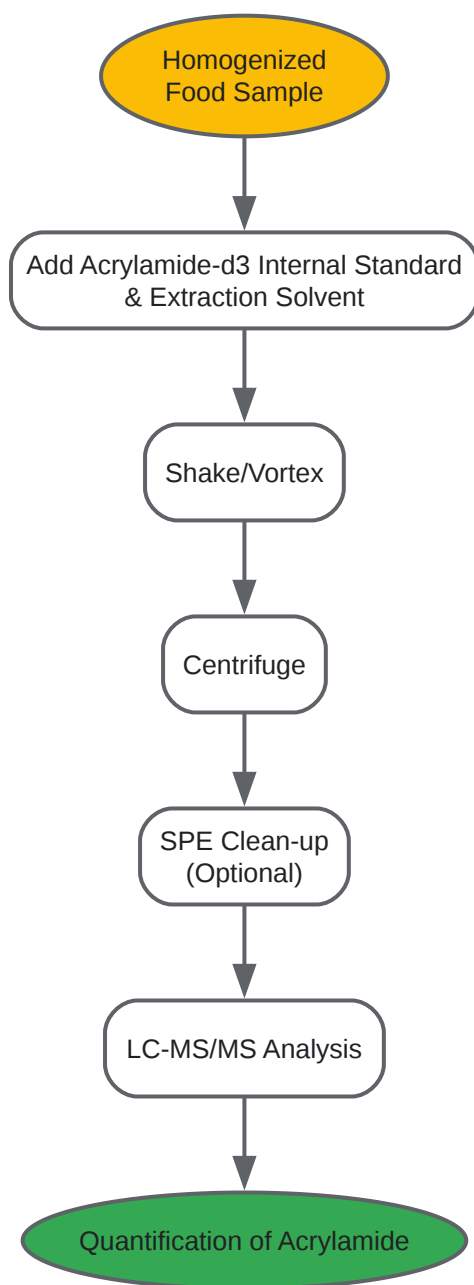 Homogenized
Food Sample
Add Acrylamide-d3 Internal Standard
& Extraction Solvent
Shake/Vortex
Centrifuge
SPE Clean-up
(Optional)
LC-MS/MS Analysis
Quantification of Acrylamide